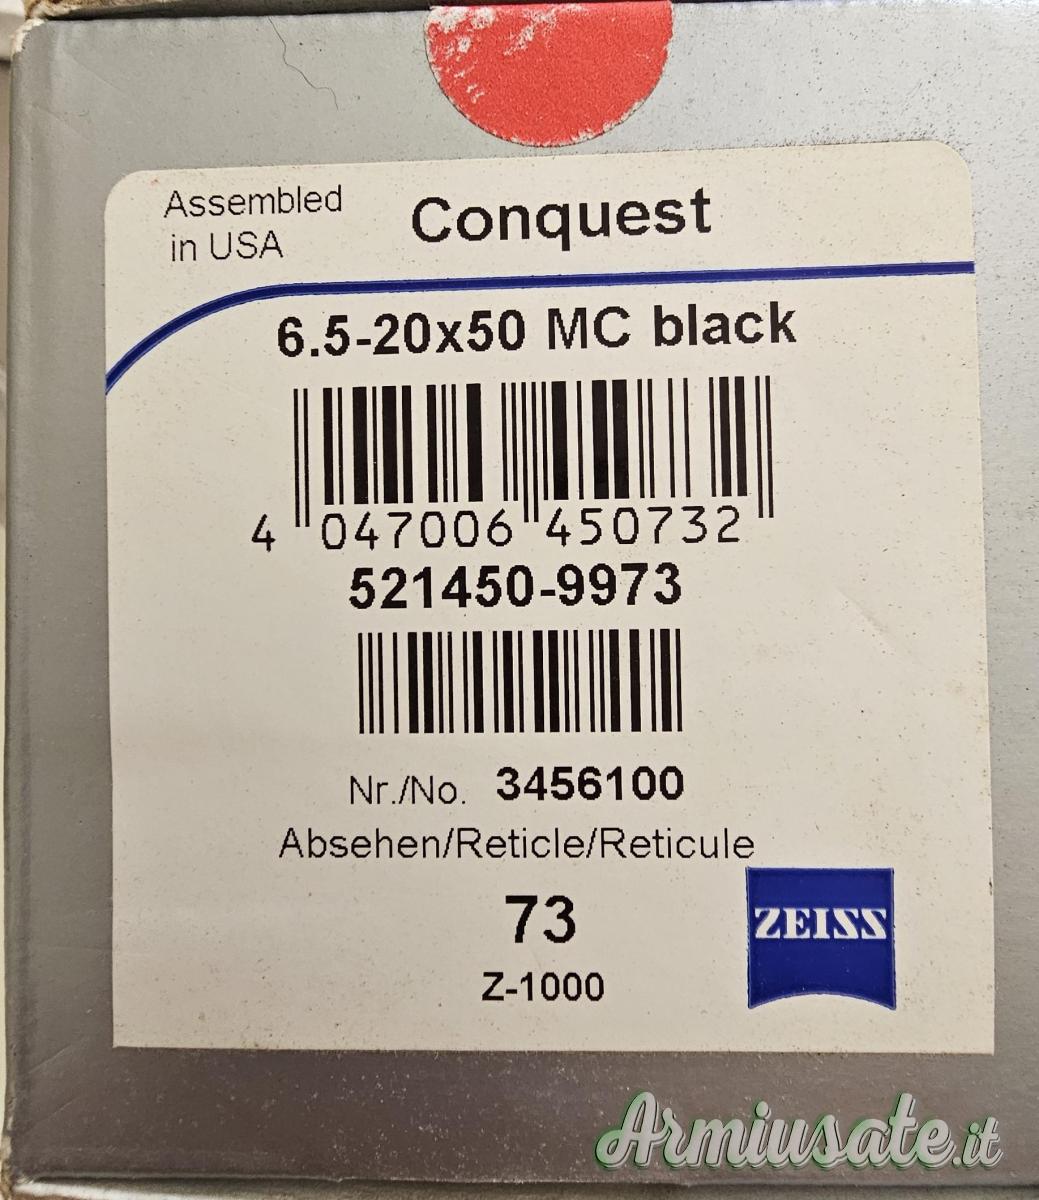 Assembled
in USA
Conquest
6.5-20x50 MC black
4 047006 450732
521450-9973
Nr./No. 3456100
Absehen/Reticle/Reticule
73
Z-1000
ZEISS
Armiusate.it